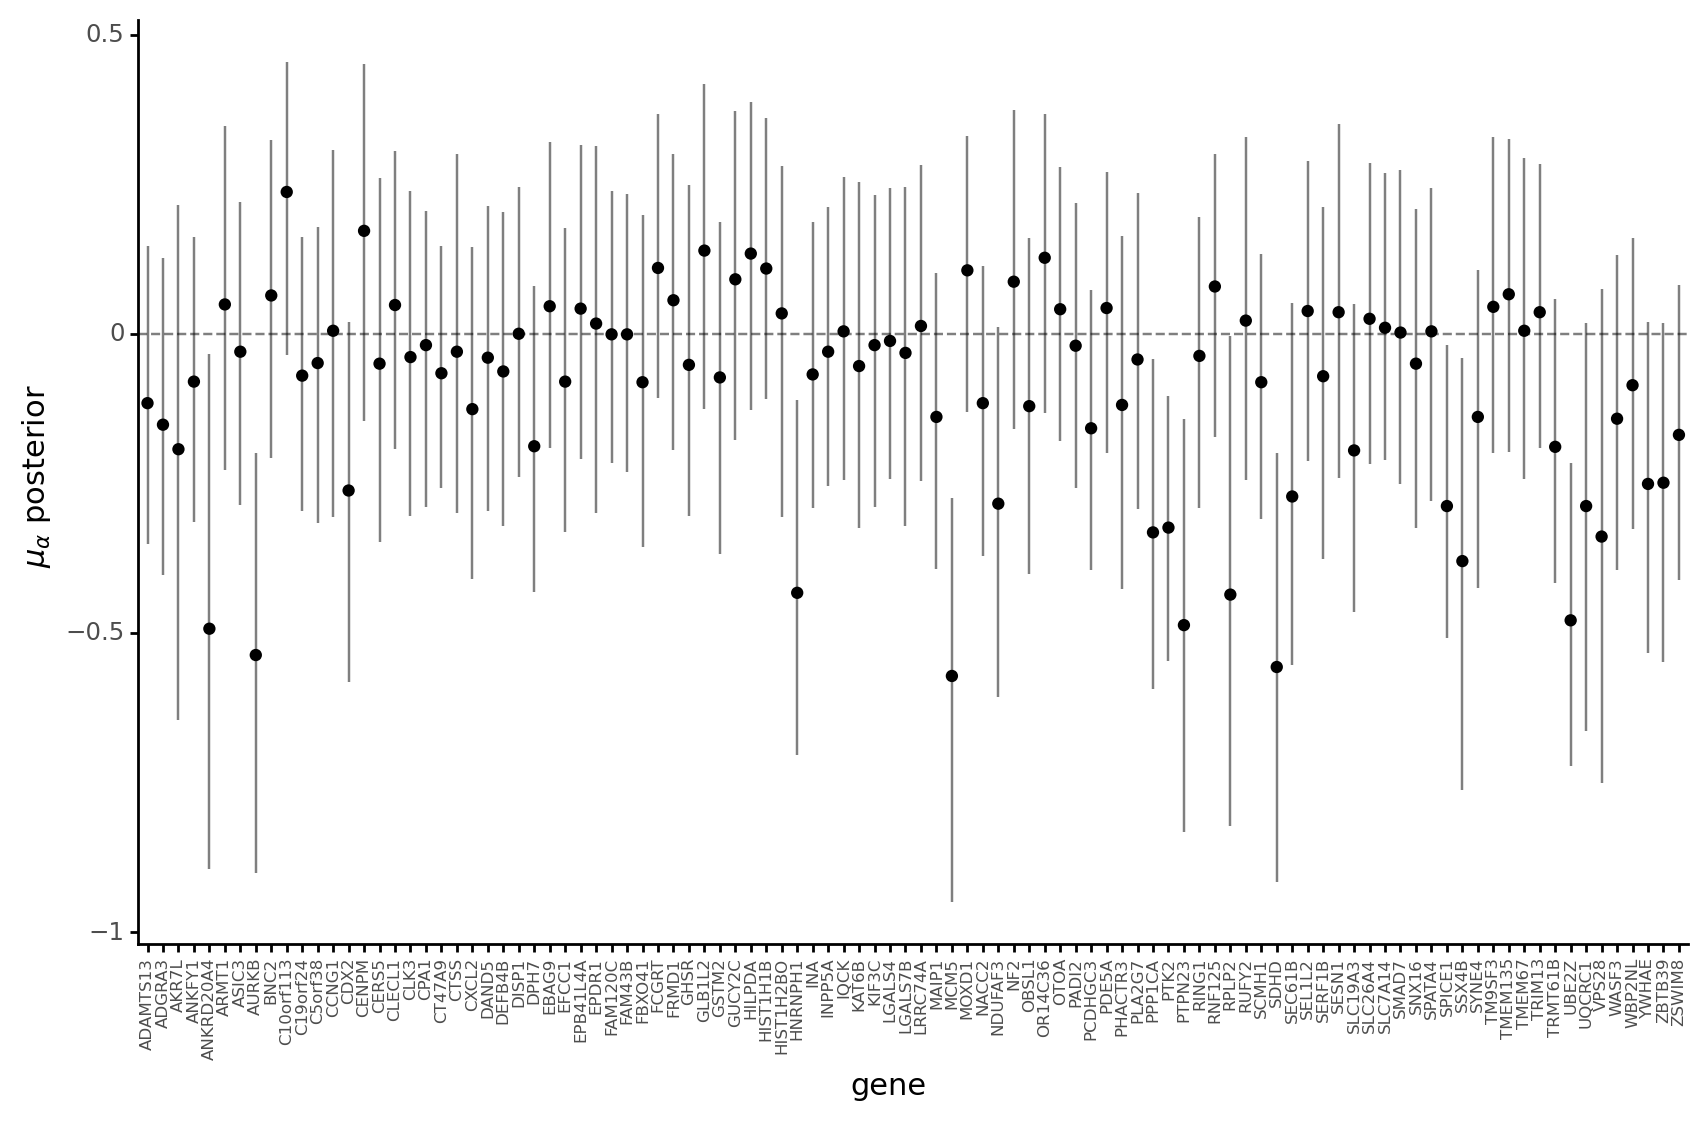 0.5
0
−0.5
−1
μα posterior
ADAMTS13
ADGRA3
AKR7L
ANKFY1
ANKRD20A4
ARMT1
ASIC3
AURKB
BNC2
C10orf113
C19orf24
C5orf38
CCNG1
CDX2
CENPM
CERS5
CLECL1
CLK3
CPA1
CT47A9
CTSS
CXCL2
DAND5
DEFB4B
DISP1
DPH7
EBAG9
EFCC1
EPB41L4A
EPDR1
FAM120C
FAM43B
FBXO41
FCGRT
FRMD1
GHSR
GLB1L2
GSTM2
GUCY2C
HILPDA
HIST1H1B
HIST1H2BO
HNRNPH1
INA
INPP5A
IQCK
KAT6B
KIF3C
LGALS4
LGALS7B
LRRC74A
MAIP1
MCM5
MOXD1
NACC2
NDUFAF3
NF2
OBSL1
OR14C36
OTOA
PADI2
PCDHGC3
PDE5A
PHACTR3
PLA2G7
PPP1CA
PTK2
PTPN23
RING1
RNF125
RPLP2
RUFY2
SCMH1
SDHD
SEC61B
SEL1L2
SERF1B
SESN1
SLC19A3
SLC26A4
SLC7A14
SMAD7
SNX16
SPATA4
SPICE1
SSX4B
SYNE4
TM9SF3
TMEM135
TMEM67
TRIM13
TRMT61B
UBE2Z
UQCRC1
VPS28
WASF3
WBP2NL
YWHAE
ZBTB39
ZSWIM8
gene